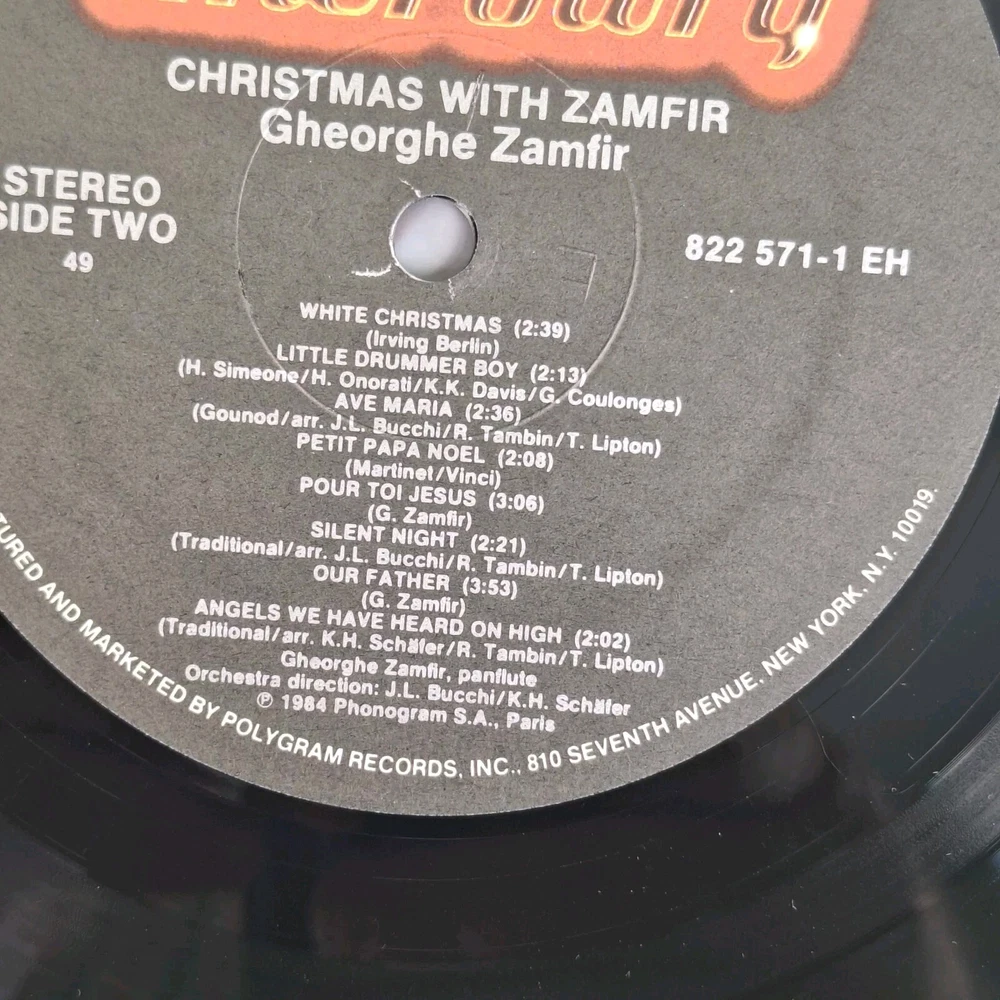 CHRISTMAS WITH ZAMFIR
Gheorghe Zamfir
STEREO
SIDE TWO
49
822 571-1 EH
WHITE CHRISTMAS (2:39)
(Irving Berlin)
LITTLE DRUMMER BOY (2:13)
(H. Simeone/H. Onorati/K.K. Davis/G. Coulonges)
AVE MARIA (2:36)
(Gounod/arr. J.L. Bucchi/R. Tambin/T. Lipton)
PETIT PAPA NOEL (2:08)
(Martinet/Vinci)
POUR TOI JESUS (3:06)
(G. Zamfir)
SILENT NIGHT (2:21)
(Traditional/arr. J.L. Bucchi/R. Tambin/T. Lipton)
OUR FATHER (3:53)
(G. Zamfir)
ANGELS WE HAVE HEARD ON HIGH (2:02)
(Traditional/arr. K.H. Schäfer/R. Tambin/T. Lipton)
Gheorghe Zamfir, panflute
Orchestra direction: J.L. Bucchi/K.H. Schäfer
℗ 1984 Phonogram S.A., Paris
TURED AND MARKETED BY POLYGRAM RECORDS, INC., 810 SEVENTH AVENUE, NEW YORK, N.Y. 10019.